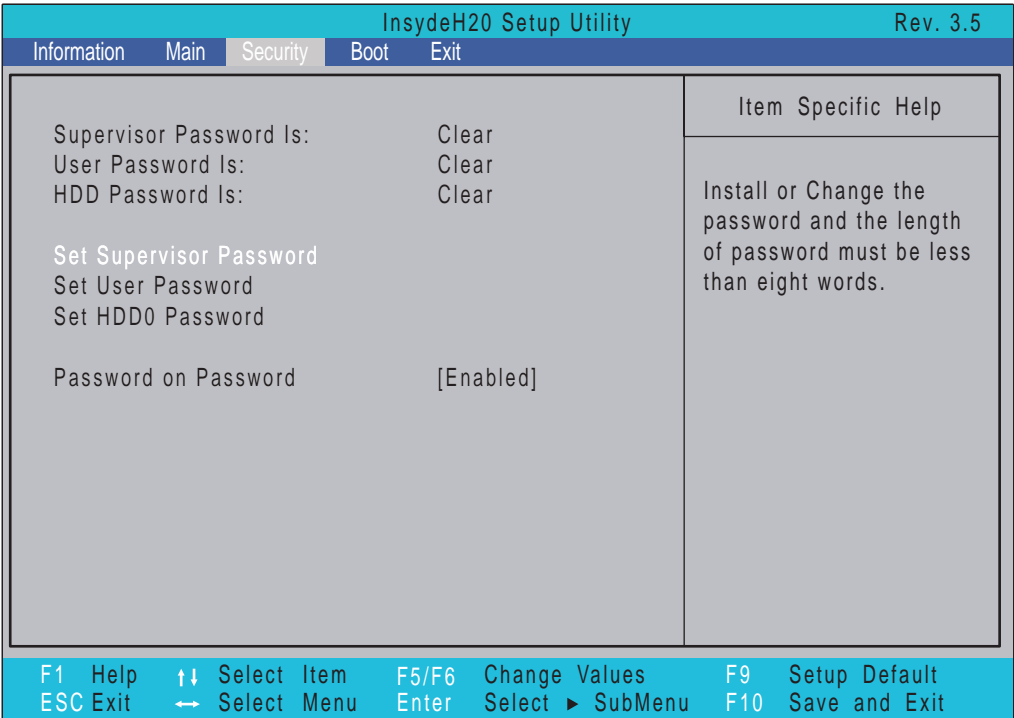 InsydeH20 Setup Utility Rev. 3.5
Information Main Security Boot Exit
Supervisor Password Is: Clear
User Password Is: Clear
HDD Password Is: Clear
Set Supervisor Password
Set User Password
Set HDD0 Password
Password on Password [Enabled]
Item Specific Help
Install or Change the
password and the length
of password must be less
than eight words.
F1 Help ↑↓ Select Item F5/F6 Change Values F9 Setup Default
ESC Exit ↔ Select Menu Enter Select ► SubMenu F10 Save and Exit